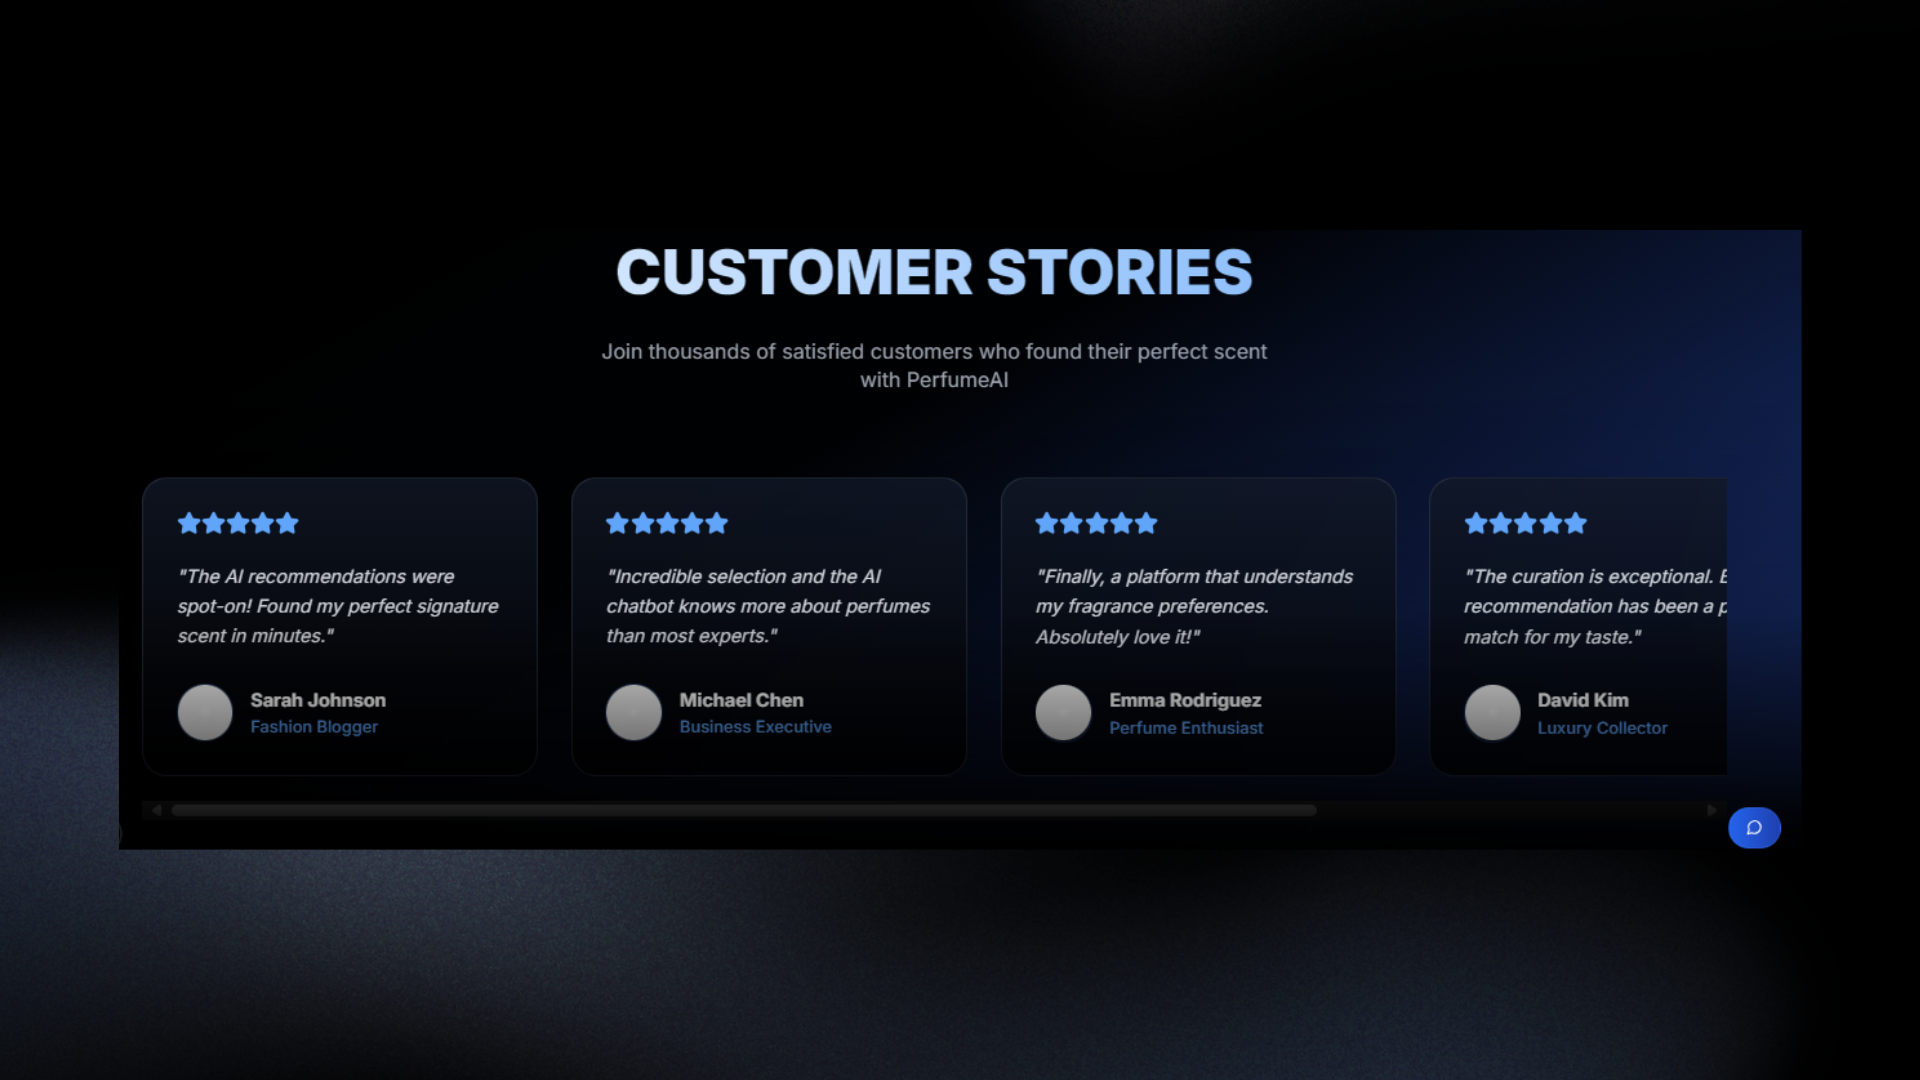 CUSTOMER STORIES
Join thousands of satisfied customers who found their perfect scent
with PerfumeAI
"The AI recommendations were
spot-on! Found my perfect signature
scent in minutes."
Sarah Johnson
Fashion Blogger
"Incredible selection and the AI
chatbot knows more about perfumes
than most experts."
Michael Chen
Business Executive
"Finally, a platform that understands
my fragrance preferences.
Absolutely love it!"
Emma Rodriguez
Perfume Enthusiast
"The curation is exceptional.
recommendation has been a
match for my taste."
David Kim
Luxury Collector